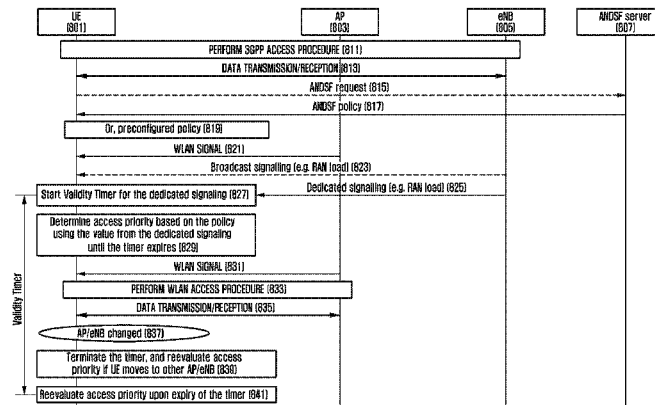 UE
(801)
AP
(803)
eNB
(805)
ANDSF server
(807)
PERFORM 3GPP ACCESS PROCEDURE (811)
DATA TRANSMISSION/RECEPTION (813)
ANDSF request (815)
ANDSF policy (817)
Or, preconfigured policy (819)
WLAN SIGNAL (821)
Broadcast signalling (e.g. RAN load) (823)
Start Validity Timer for the dedicated signaling (827)
Dedicated signalling (e.g. RAN load) (825)
Determine access priority based on the policy
using the value from the dedicated signaling
until the timer expires (829)
WLAN SIGNAL (831)
PERFORM WLAN ACCESS PROCEDURE (833)
DATA TRANSMISSION/RECEPTION (835)
Validity Timer
AP/eNB changed (837)
Terminate the timer, and reevaluate access
priority if UE moves to other AP/eNB (839)
Reevaluate access priority upon expiry of the timer (841)